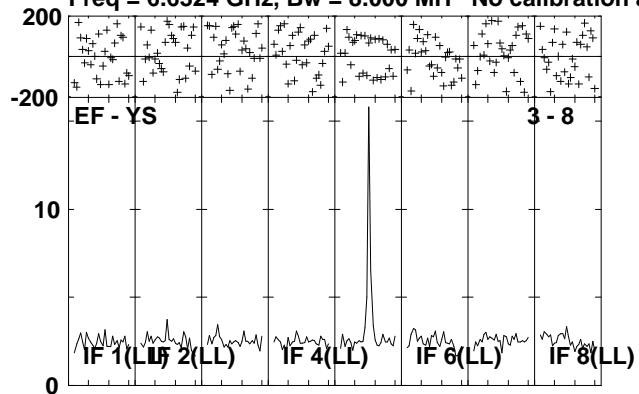 Freq = 6.6524 GHz, Bw = 8.000 MH No calibration a
200
-200
EF - YS 3 - 8
10
IF 1(LL) IF 2(LL) IF 4(LL) IF 6(LL) IF 8(LL)
0